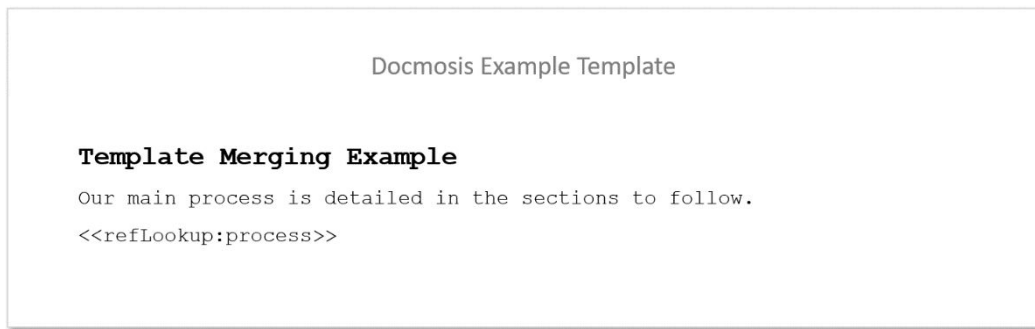 Docmosis Example Template
Template Merging Example
Our main process is detailed in the sections to follow.
<<refLookup:process>>